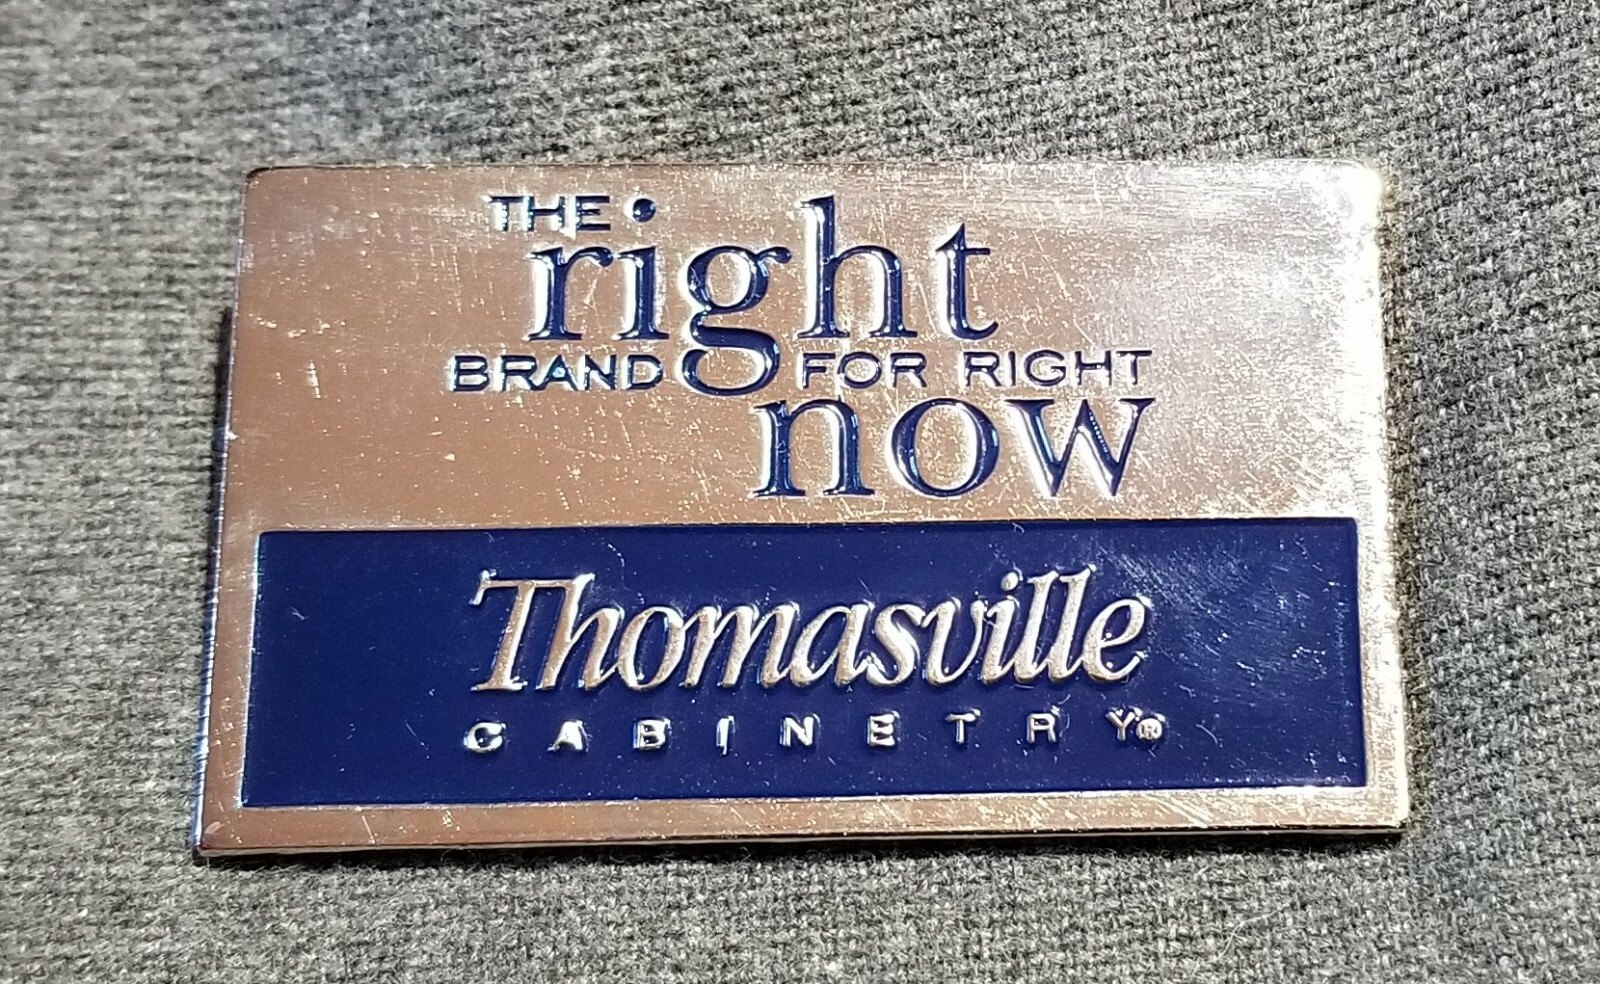 THE
right
BRAND FOR RIGHT
now
Thomasville
CABINETRY®